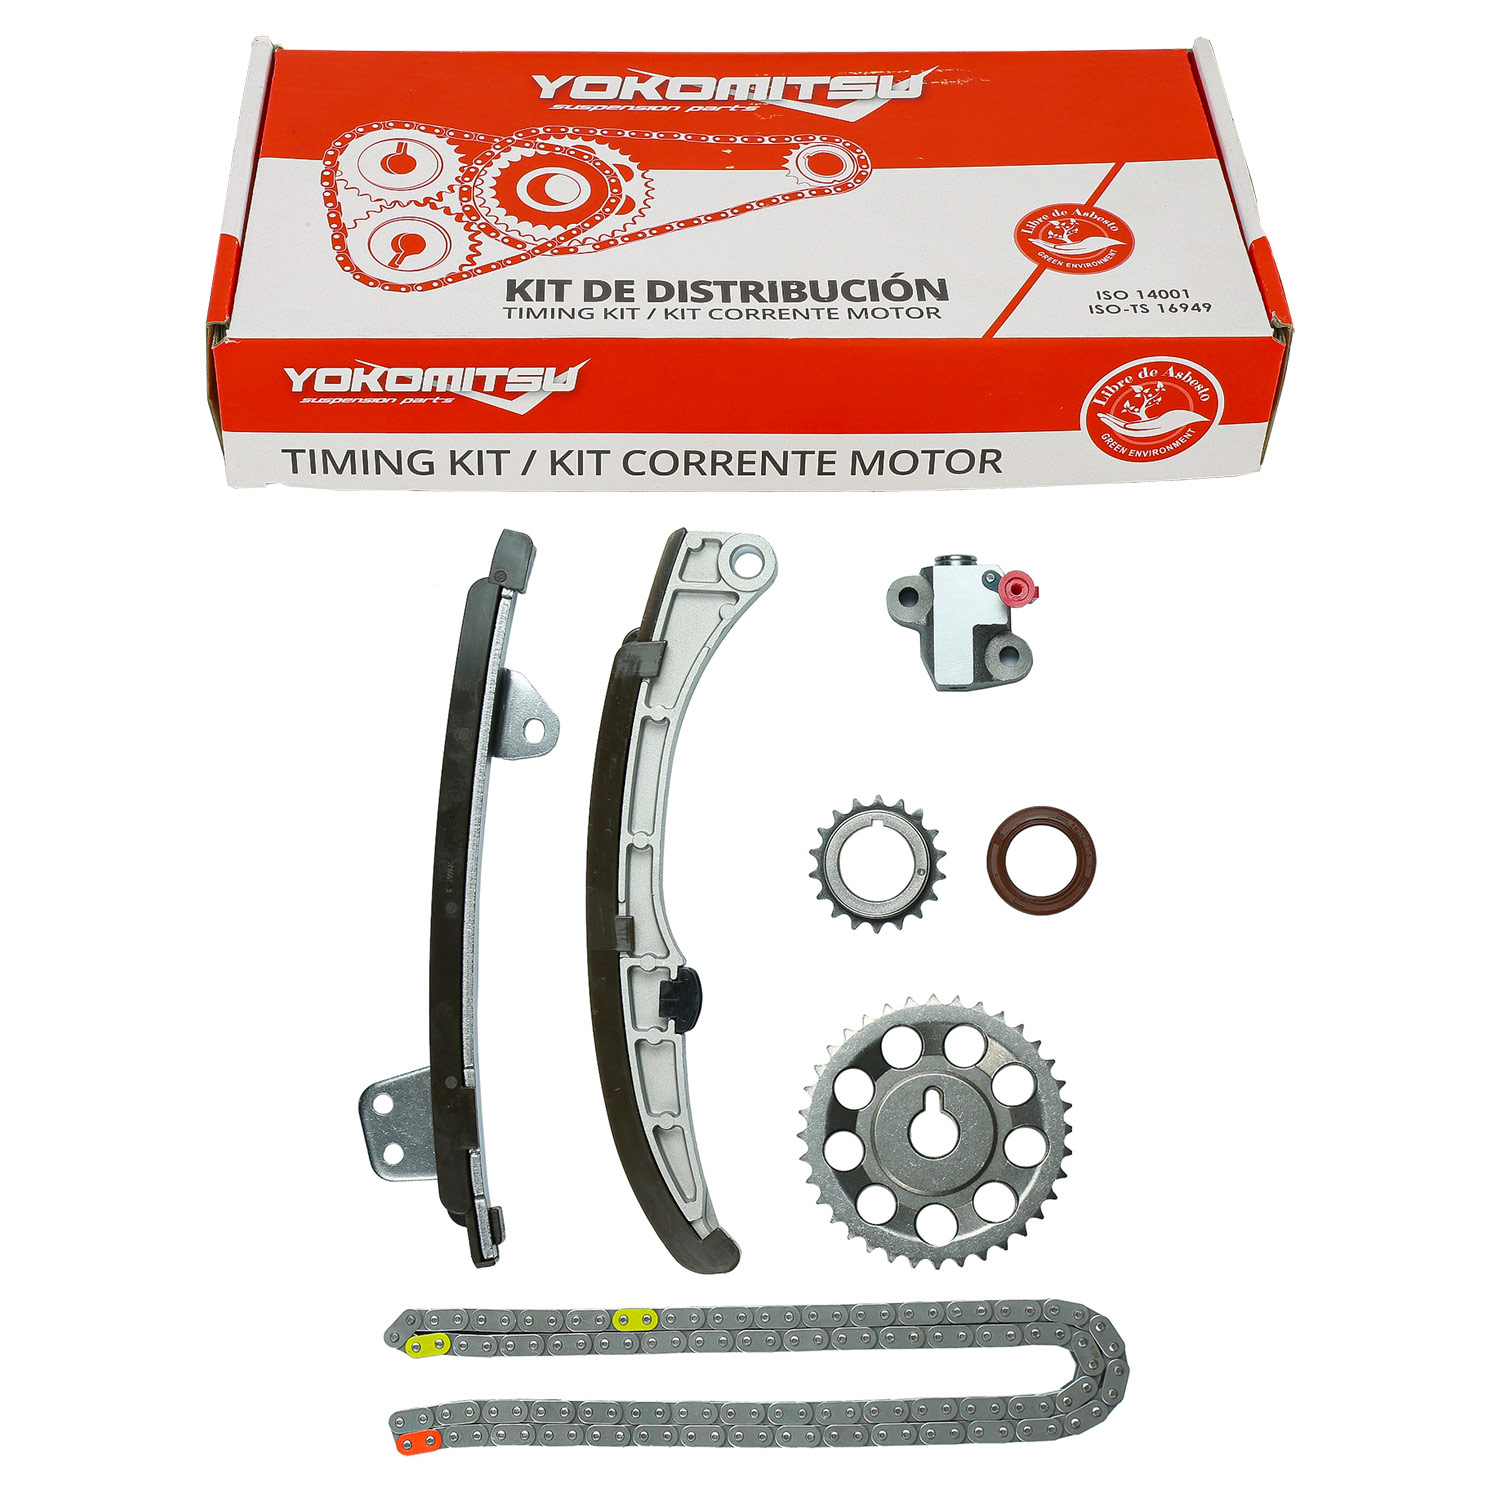 YOKOMITSU
suspension parts
Libre de Asbesto
GREEN ENVIRONMENT
KIT DE DISTRIBUCIÓN
TIMING KIT / KIT CORRENTE MOTOR
ISO 14001
ISO-TS 16949
YOKOMITSU
suspension parts
Libre de Asbesto
GREEN ENVIRONMENT
TIMING KIT / KIT CORRENTE MOTOR